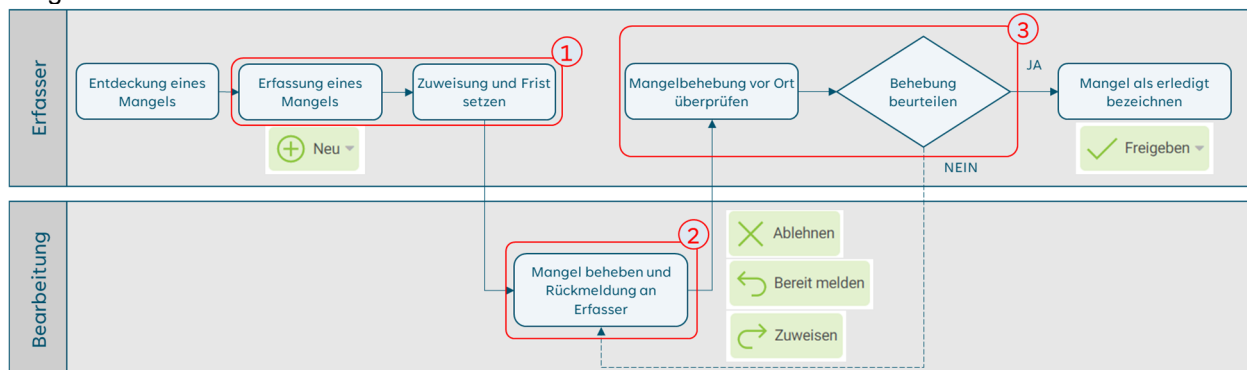 Erfasser
Entdeckung eines
Mangels
1
Erfassung eines
Mangels
Zuweisung und Frist
setzen
Neu
3
Mangelbehebung vor Ort
überprüfen
Behebung
beurteilen
JA
NEIN
Mangel als erledigt
bezeichnen
Freigeben
Bearbeitung
2
Mangel beheben und
Rückmeldung an
Erfasser
Ablehnen
Bereit melden
Zuweisen